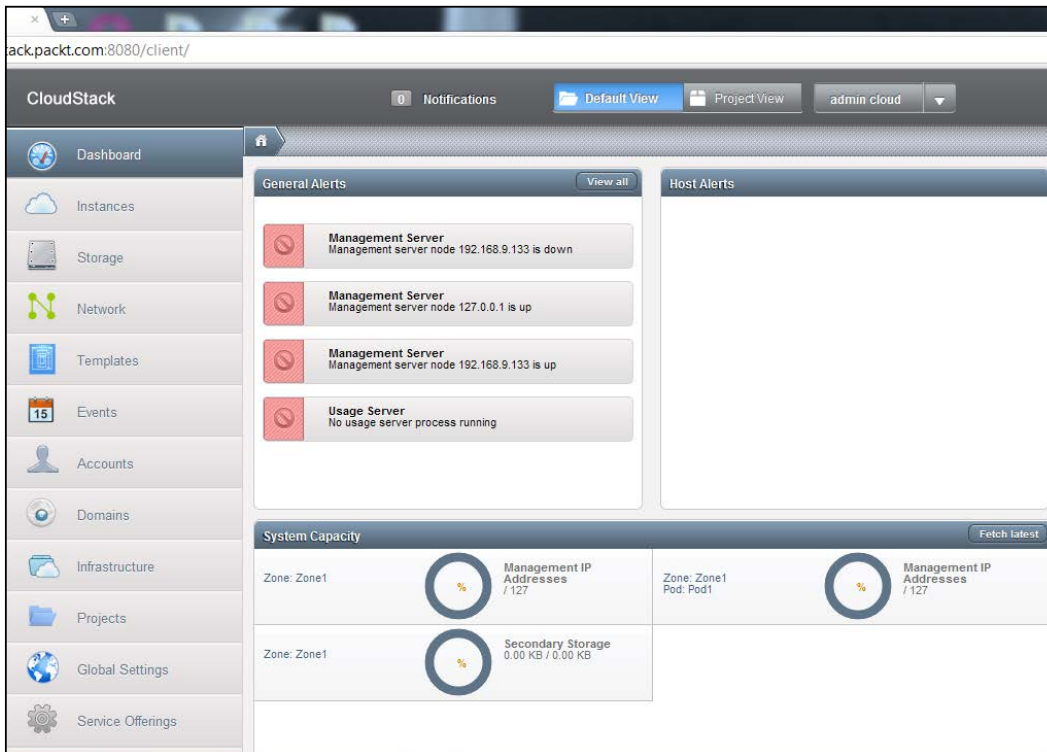 ack.packt.com:8080/client/
CloudStack
0 Notifications
Default View
Project View
admin cloud
Dashboard
Instances
Storage
Network
Templates
15
Events
Accounts
Domains
Infrastructure
Projects
Global Settings
Service Offerings
General Alerts
View all
Management Server
Management server node 192.168.9.133 is down
Management Server
Management server node 127.0.0.1 is up
Management Server
Management server node 192.168.9.133 is up
Usage Server
No usage server process running
Host Alerts
System Capacity
Fetch latest
Zone: Zone1
%
Management IP
Addresses
/ 127
Zone: Zone1
Pod: Pod1
%
Management IP
Addresses
/ 127
Zone: Zone1
%
Secondary Storage
0.00 KB / 0.00 KB